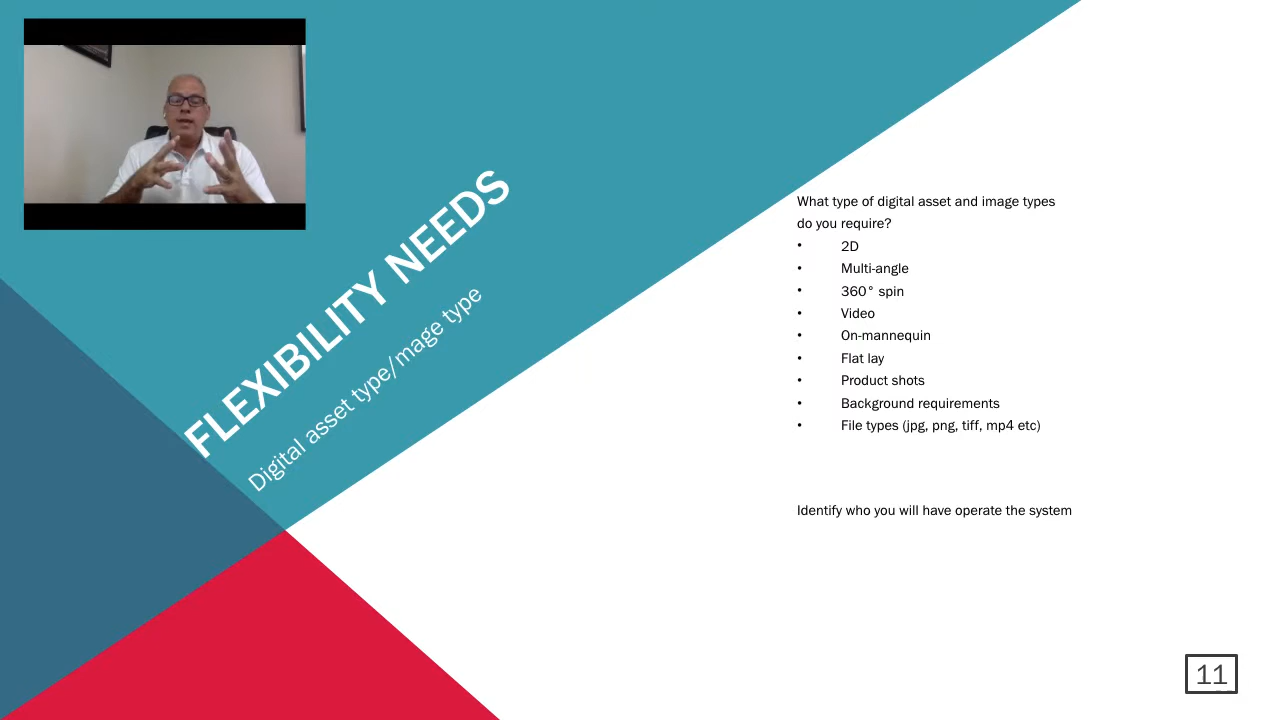 FLEXIBILITY NEEDS
Digital asset type/mage type
What type of digital asset and image types
do you require?
• 2D
• Multi-angle
• 360° spin
• Video
• On-mannequin
• Flat lay
• Product shots
• Background requirements
• File types (jpg, png, tiff, mp4 etc)
Identify who you will have operate the system
11